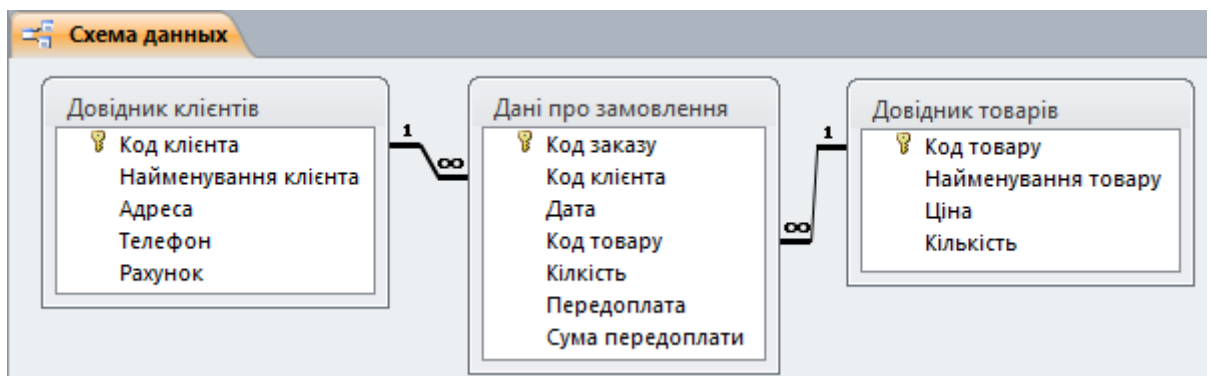 Схема данных
Довідник клієнтів
Код клієнта
Найменування клієнта
Адреса
Телефон
Рахунок
1
∞
Дані про замовлення
Код заказу
Код клієнта
Дата
Код товару
Кілкість
Передоплата
Сума передоплати
1
∞
Довідник товарів
Код товару
Найменування товару
Ціна
Кількість